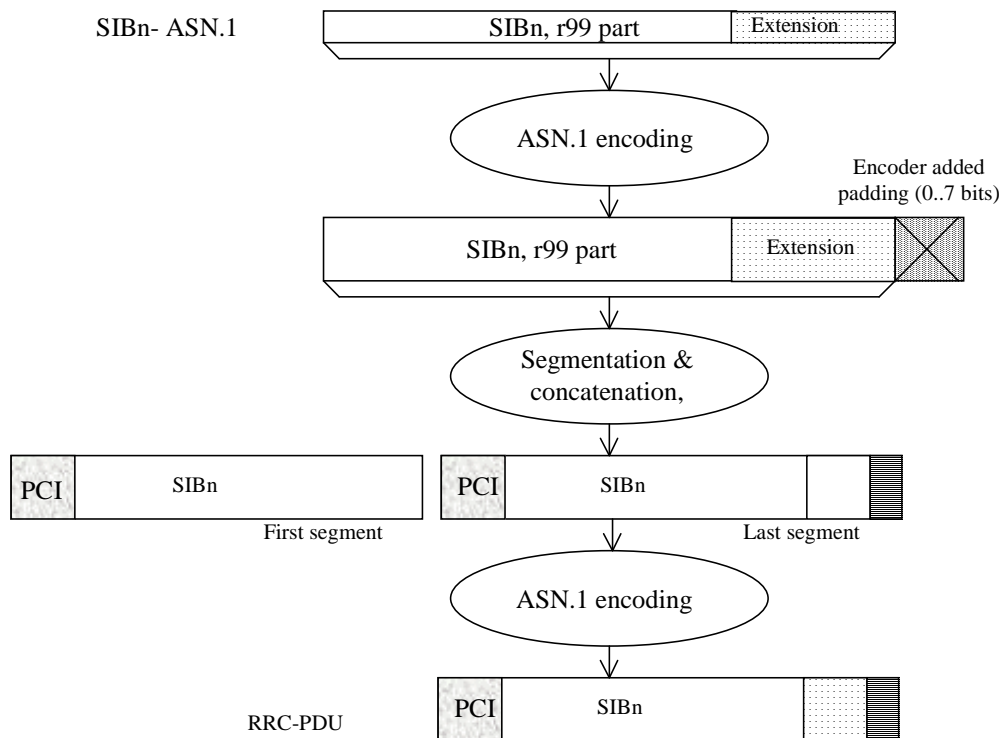 SIBn- ASN.1
SIBn, r99 part
Extension
ASN.1 encoding
Encoder added
padding (0..7 bits)
SIBn, r99 part
Extension
Segmentation &
concatenation,
PCI
SIBn
PCI
SIBn
First segment
Last segment
ASN.1 encoding
PCI
SIBn
RRC-PDU